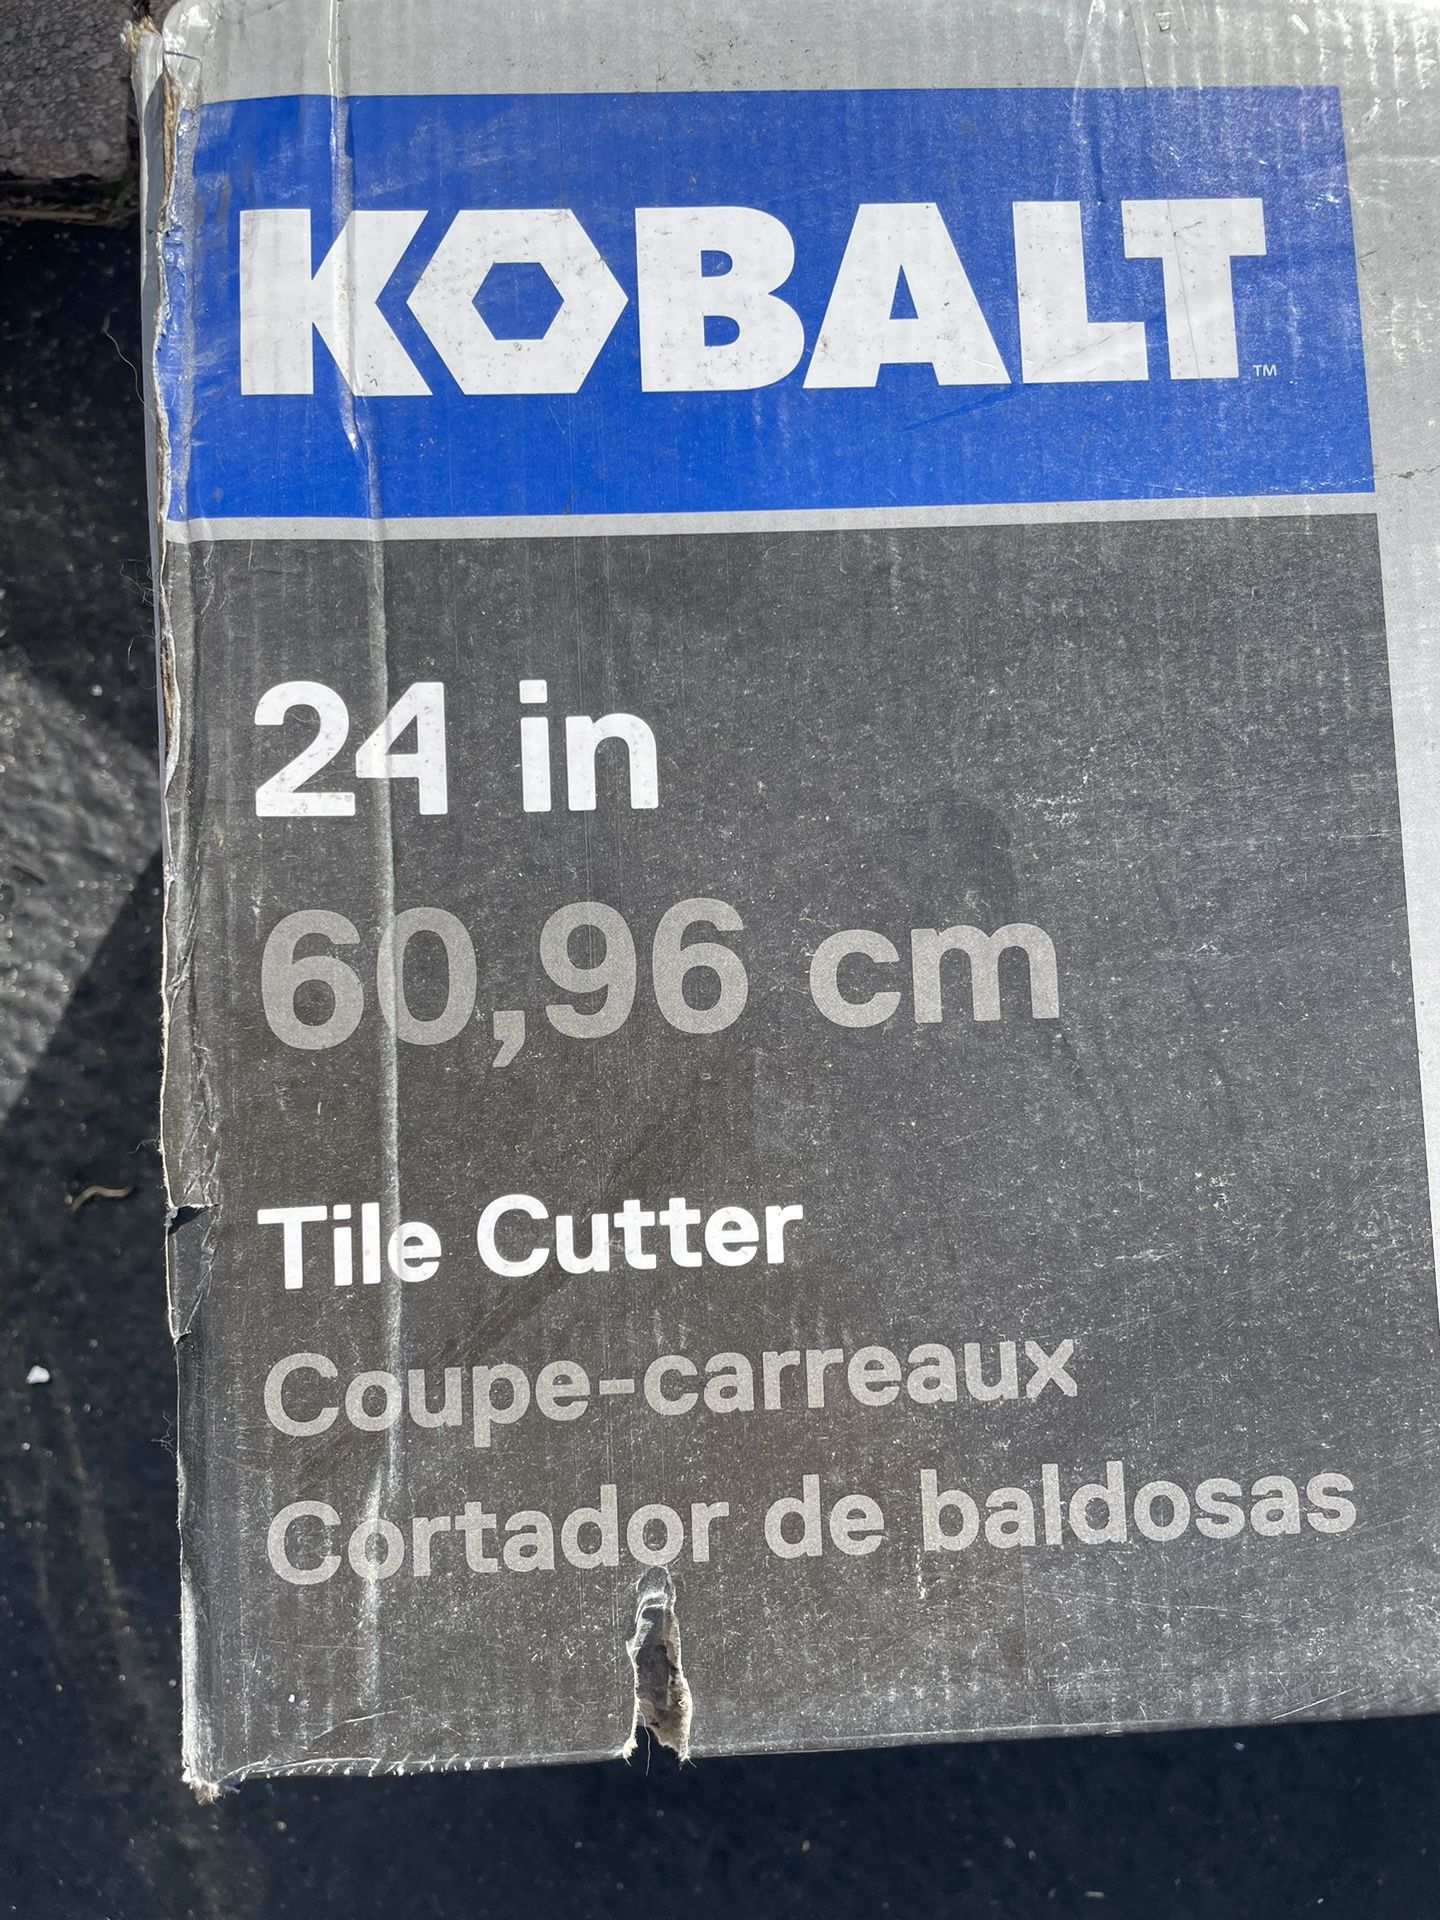 KOBALT™
24 in
60,96 cm
Tile Cutter
Coupe-carreaux
Cortador de baldosas